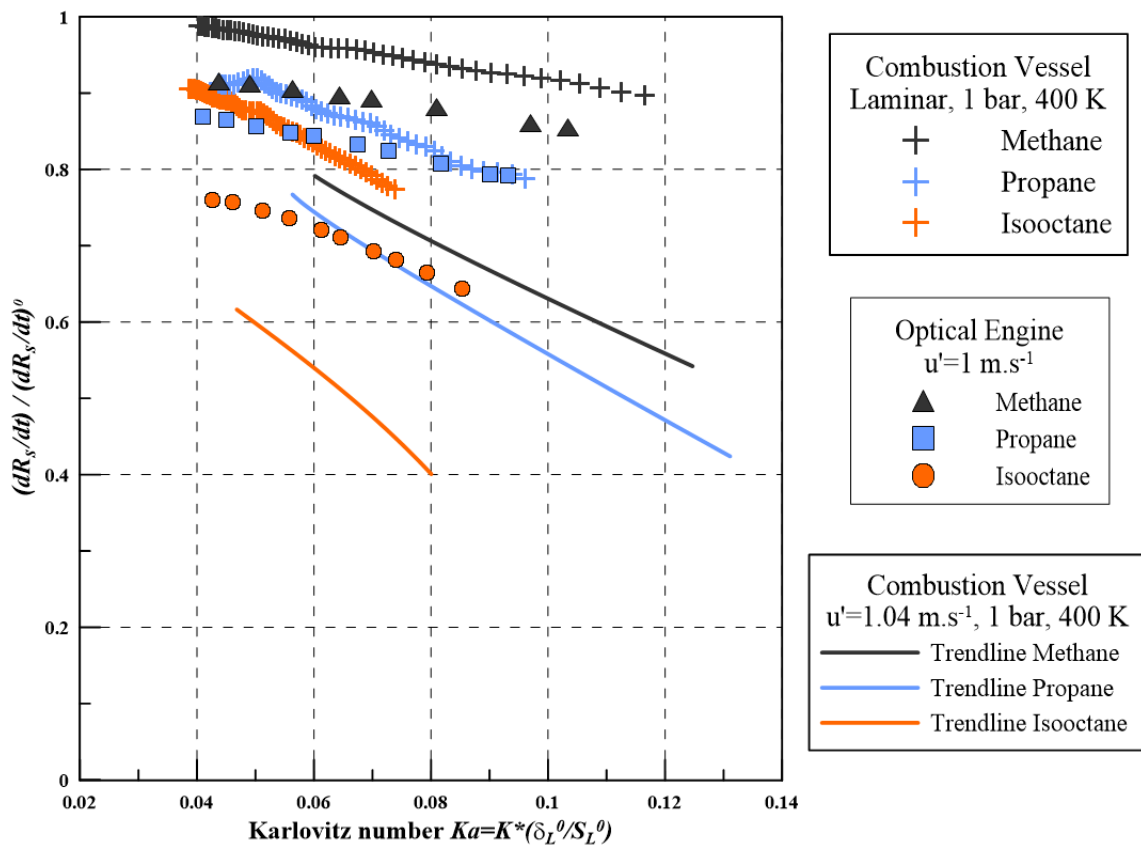 1
0.8
0.6
0.4
0.2
0
(dRs/dt) / (dRs/dt)⁰
0.02
0.04
0.06
0.08
0.1
0.12
0.14
Karlovitz number Ka=K*(δL⁰/SL⁰)
Combustion Vessel
Laminar, 1 bar, 400 K
Methane
Propane
Isooctane
Optical Engine
u'=1 m.s⁻¹
Methane
Propane
Isooctane
Combustion Vessel
u'=1.04 m.s⁻¹, 1 bar, 400 K
Trendline Methane
Trendline Propane
Trendline Isooctane